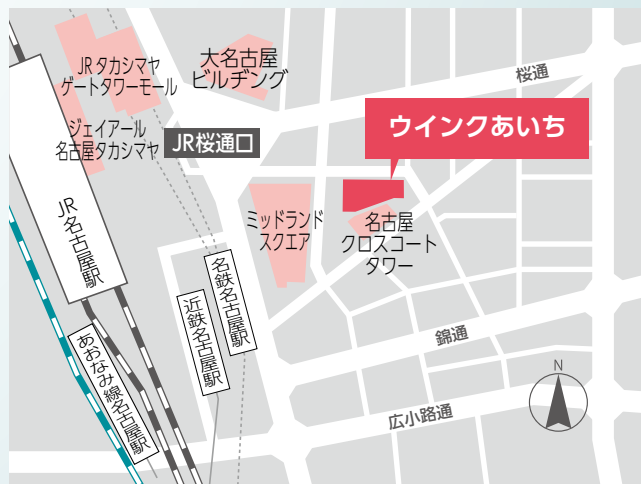 JRタカシマヤ
ゲートタワーモール
大名古屋
ビルヂング
桜通
ウインクあいち
ジェイアール
名古屋タカシマヤ
JR桜通口
JR名古屋駅
ミッドランド
スクエア
名古屋
クロスコート
タワー
名鉄名古屋駅
近鉄名古屋駅
あおなみ線名古屋駅
錦通
広小路通
N